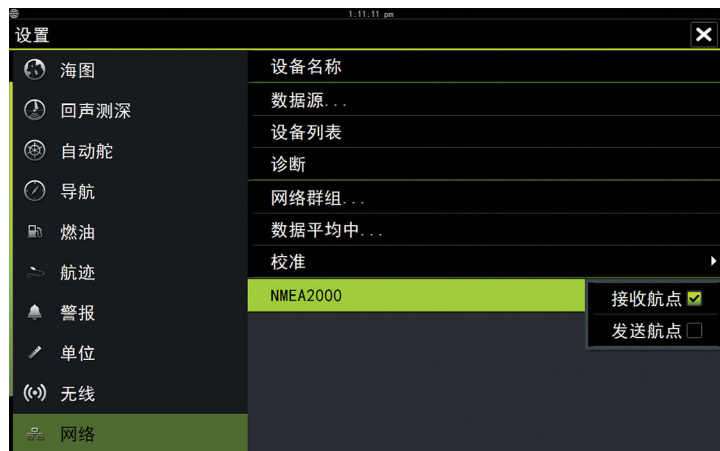 1:11:11 pm
设置
海图
回声测深
自动舵
导航
燃油
航迹
警报
单位
无线
网络
设备名称
数据源...
设备列表
诊断
网络群组...
数据平均中...
校准
NMEA2000
接收航点
发送航点